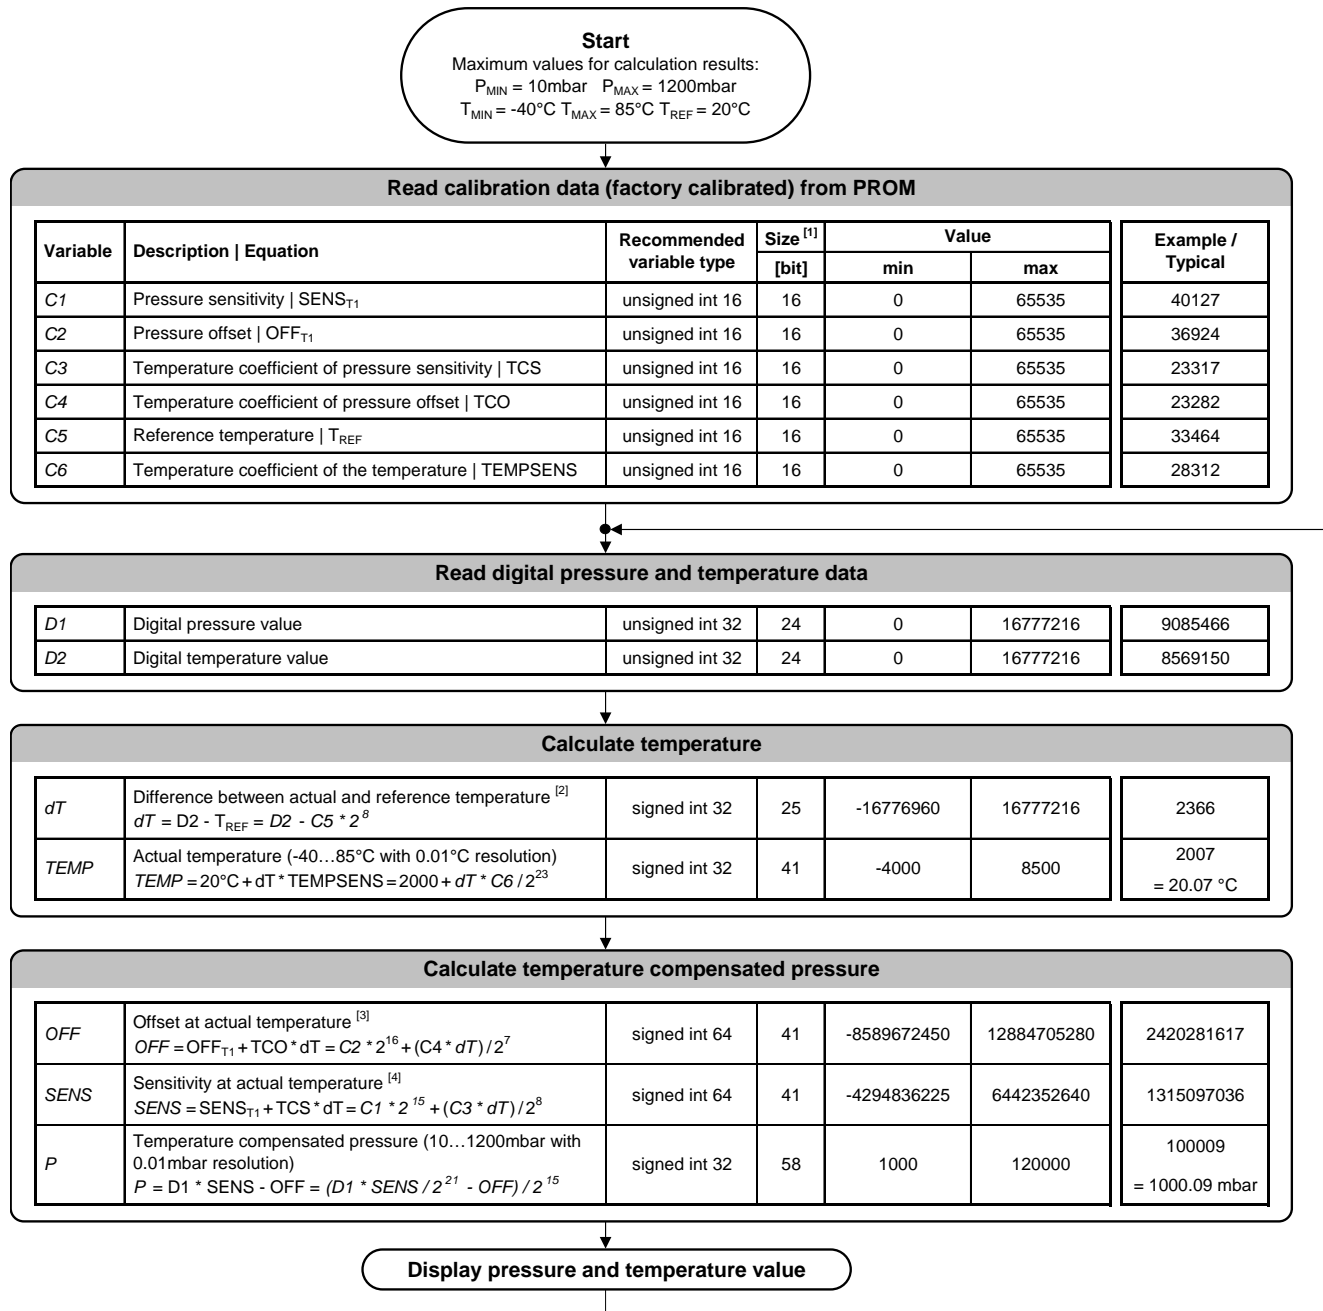 Start
Maximum values for calculation results:
P_MIN = 10mbar P_MAX = 1200mbar
T_MIN = -40°C T_MAX = 85°C T_REF = 20°C
Read calibration data (factory calibrated) from PROM
Variable | Description | Equation | Recommended variable type | Size [1] [bit] | Value min | max | Example / Typical
C1 Pressure sensitivity | SENS_T1 unsigned int 16 16 0 65535 40127
C2 Pressure offset | OFF_T1 unsigned int 16 16 0 65535 36924
C3 Temperature coefficient of pressure sensitivity | TCS unsigned int 16 16 0 65535 23317
C4 Temperature coefficient of pressure offset | TCO unsigned int 16 16 0 65535 23282
C5 Reference temperature | T_REF unsigned int 16 16 0 65535 33464
C6 Temperature coefficient of the temperature | TEMPSENS unsigned int 16 16 0 65535 28312
Read digital pressure and temperature data
D1 Digital pressure value unsigned int 32 24 0 16777216 9085466
D2 Digital temperature value unsigned int 32 24 0 16777216 8569150
Calculate temperature
dT Difference between actual and reference temperature [2]
dT = D2 - T_REF = D2 - C5 * 2^8
signed int 32 25 -16776960 16777216 2366
TEMP Actual temperature (-40…85°C with 0.01°C resolution)
TEMP = 20°C + dT * TEMPSENS = 2000 + dT * C6 / 2^23
signed int 32 41 -4000 8500 2007
= 20.07 °C
Calculate temperature compensated pressure
OFF Offset at actual temperature [3]
OFF = OFF_T1 + TCO * dT = C2 * 2^16 + (C4 * dT) / 2^7
signed int 64 41 -8589672450 12884705280 2420281617
SENS Sensitivity at actual temperature [4]
SENS = SENS_T1 + TCS * dT = C1 * 2^15 + (C3 * dT) / 2^8
signed int 64 41 -4294836225 6442352640 1315097036
P Temperature compensated pressure (10…1200mbar with
0.01mbar resolution)
P = D1 * SENS - OFF = (D1 * SENS / 2^21 - OFF) / 2^15
signed int 32 58 1000 120000 100009
= 1000.09 mbar
Display pressure and temperature value